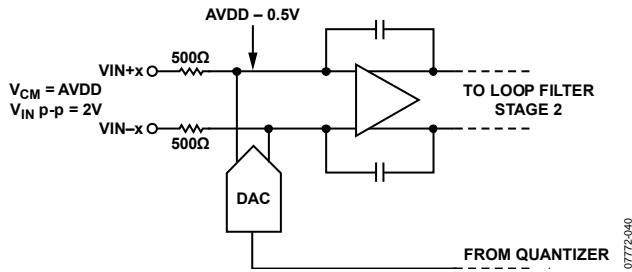 AVDD – 0.5V
500Ω
VIN+x
V_CM = AVDD
V_IN p-p = 2V
VIN–x
500Ω
TO LOOP FILTER
STAGE 2
DAC
FROM QUANTIZER
07772-040